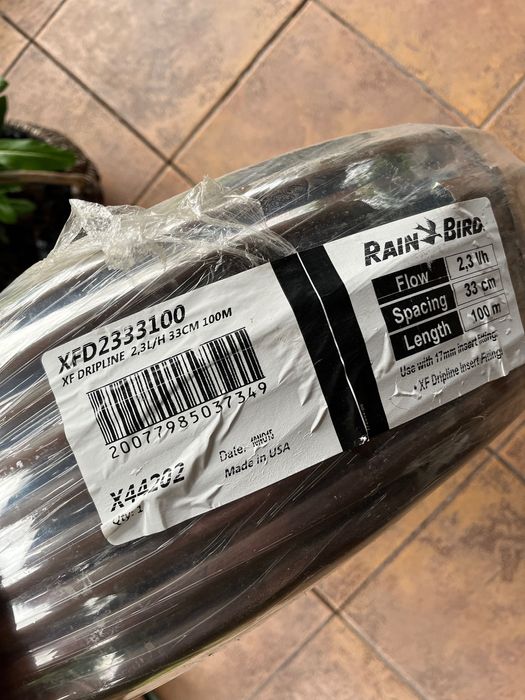 XFD2333100
XF DRIPLINE 2,3L/H 33CM 100M
20077985037349
X44202
Qty: 1
Date:
Made in USA
RAIN BIRD
Flow 2,3 l/h
Spacing 33 cm
Length 100 m
Use with 17mm insert fitting
• XF Dripline Insert Fitting